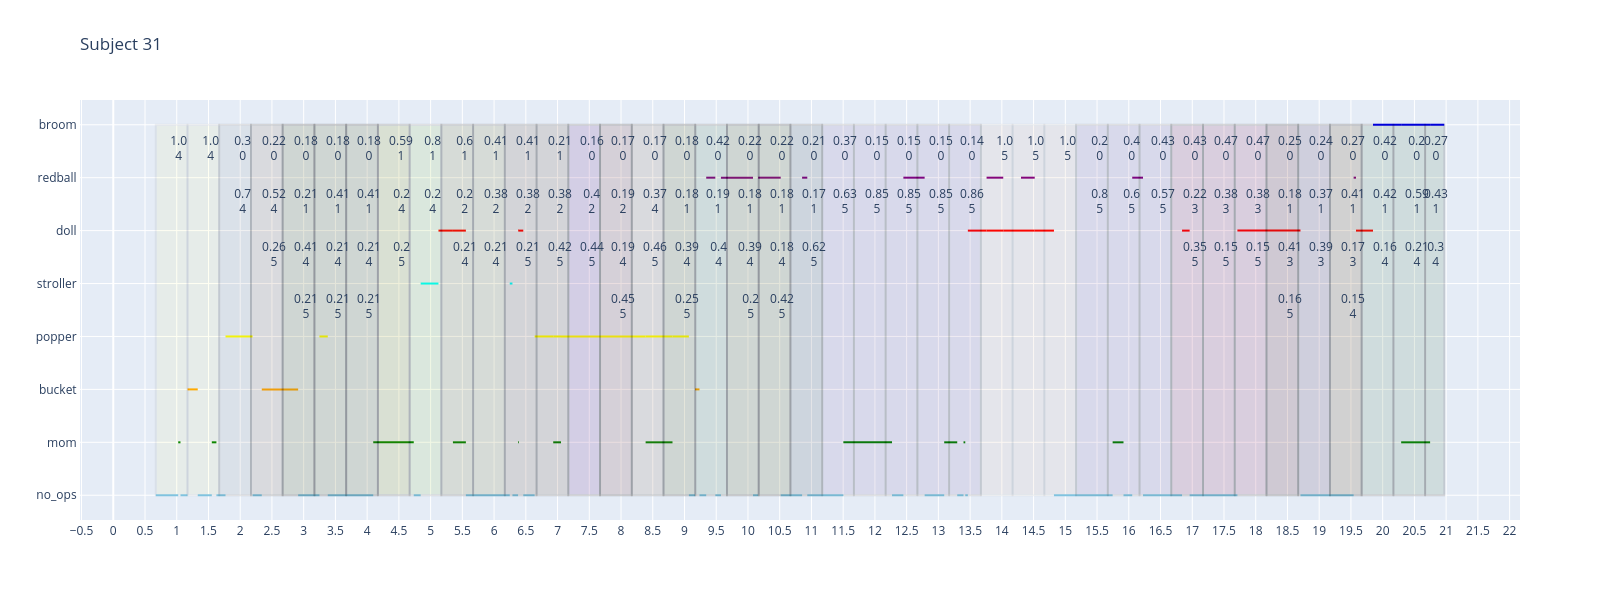 Subject 31
broom
1.0 1.0 0.3 0.22 0.18 0.18 0.18 0.59 0.8 0.6 0.41 0.41 0.21 0.16 0.17 0.17 0.18 0.42 0.22 0.22 0.21 0.37 0.15 0.15 0.15 0.14 1.0 1.0 1.0 0.2 0.4 0.43 0.43 0.47 0.47 0.25 0.24 0.27 0.42 0.2 0.27
4 4 0 0 0 0 0 1 1 1 1 1 1 0 0 0 0 0 0 0 0 0 0 0 0 0 5 5 5 0 0 0 0 0 0 0 0 0 0 0 0
redball
0.7 0.52 0.21 0.41 0.41 0.2 0.2 0.2 0.38 0.38 0.38 0.4 0.19 0.37 0.18 0.19 0.18 0.18 0.17 0.63 0.85 0.85 0.85 0.86 0.8 0.6 0.57 0.22 0.38 0.38 0.18 0.37 0.41 0.42 0.59 0.43
4 4 1 1 1 4 4 2 2 2 2 2 2 4 1 1 1 1 1 5 5 5 5 5 5 5 5 3 3 3 1 1 1 1 1 1
doll
0.26 0.41 0.21 0.21 0.2 0.21 0.21 0.21 0.42 0.44 0.19 0.46 0.39 0.4 0.39 0.18 0.62 0.35 0.15 0.15 0.41 0.39 0.17 0.16 0.21 0.3
5 4 4 4 5 4 4 5 5 5 4 5 4 4 4 4 5 5 5 5 3 3 3 4 4 4
stroller
0.21 0.21 0.21 0.45 0.25 0.2 0.42 0.16 0.15
5 5 5 5 5 5 5 5 4
popper
bucket
mom
no_ops
−0.5 0 0.5 1 1.5 2 2.5 3 3.5 4 4.5 5 5.5 6 6.5 7 7.5 8 8.5 9 9.5 10 10.5 11 11.5 12 12.5 13 13.5 14 14.5 15 15.5 16 16.5 17 17.5 18 18.5 19 19.5 20 20.5 21 21.5 22